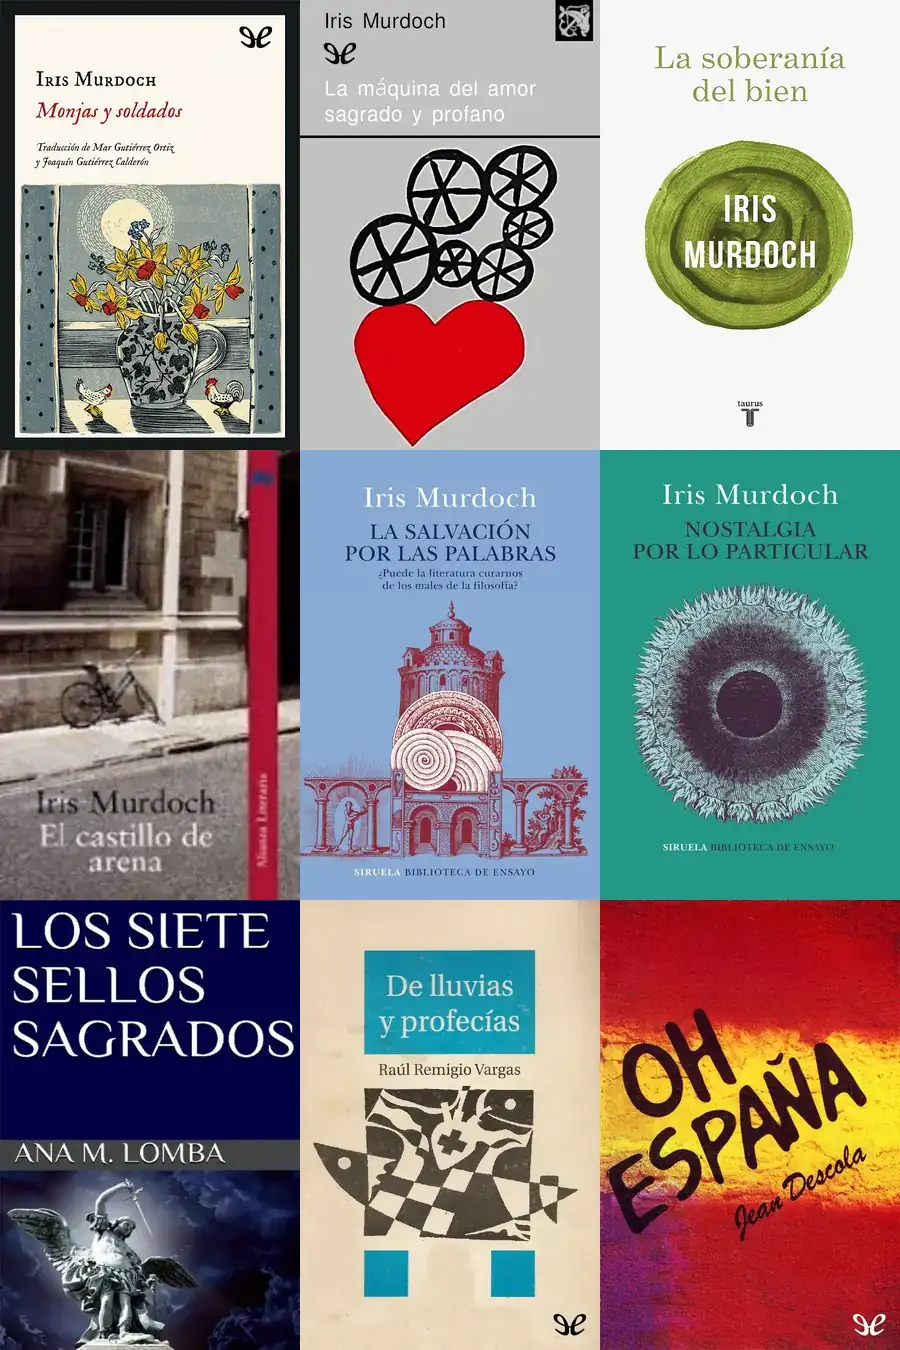 Iris Murdoch
Monjas y soldados
Traducción de Mar Gutiérrez Ortiz
y Joaquín Gutiérrez Calderón
Iris Murdoch
La máquina del amor
sagrado y profano
La soberanía
del bien
IRIS
MURDOCH
taurus
Iris Murdoch
El castillo de
arena
Alianza Literaria
Iris Murdoch
LA SALVACIÓN
POR LAS PALABRAS
¿Puede la literatura curarnos
de los males de la filosofía?
SIRUELA BIBLIOTECA DE ENSAYO
Iris Murdoch
NOSTALGIA
POR LO PARTICULAR
SIRUELA BIBLIOTECA DE ENSAYO
LOS SIETE
SELLOS
SAGRADOS
ANA M. LOMBA
De lluvias
y profecías
Raúl Remigio Vargas
OH
ESPAÑA
Jean Descola